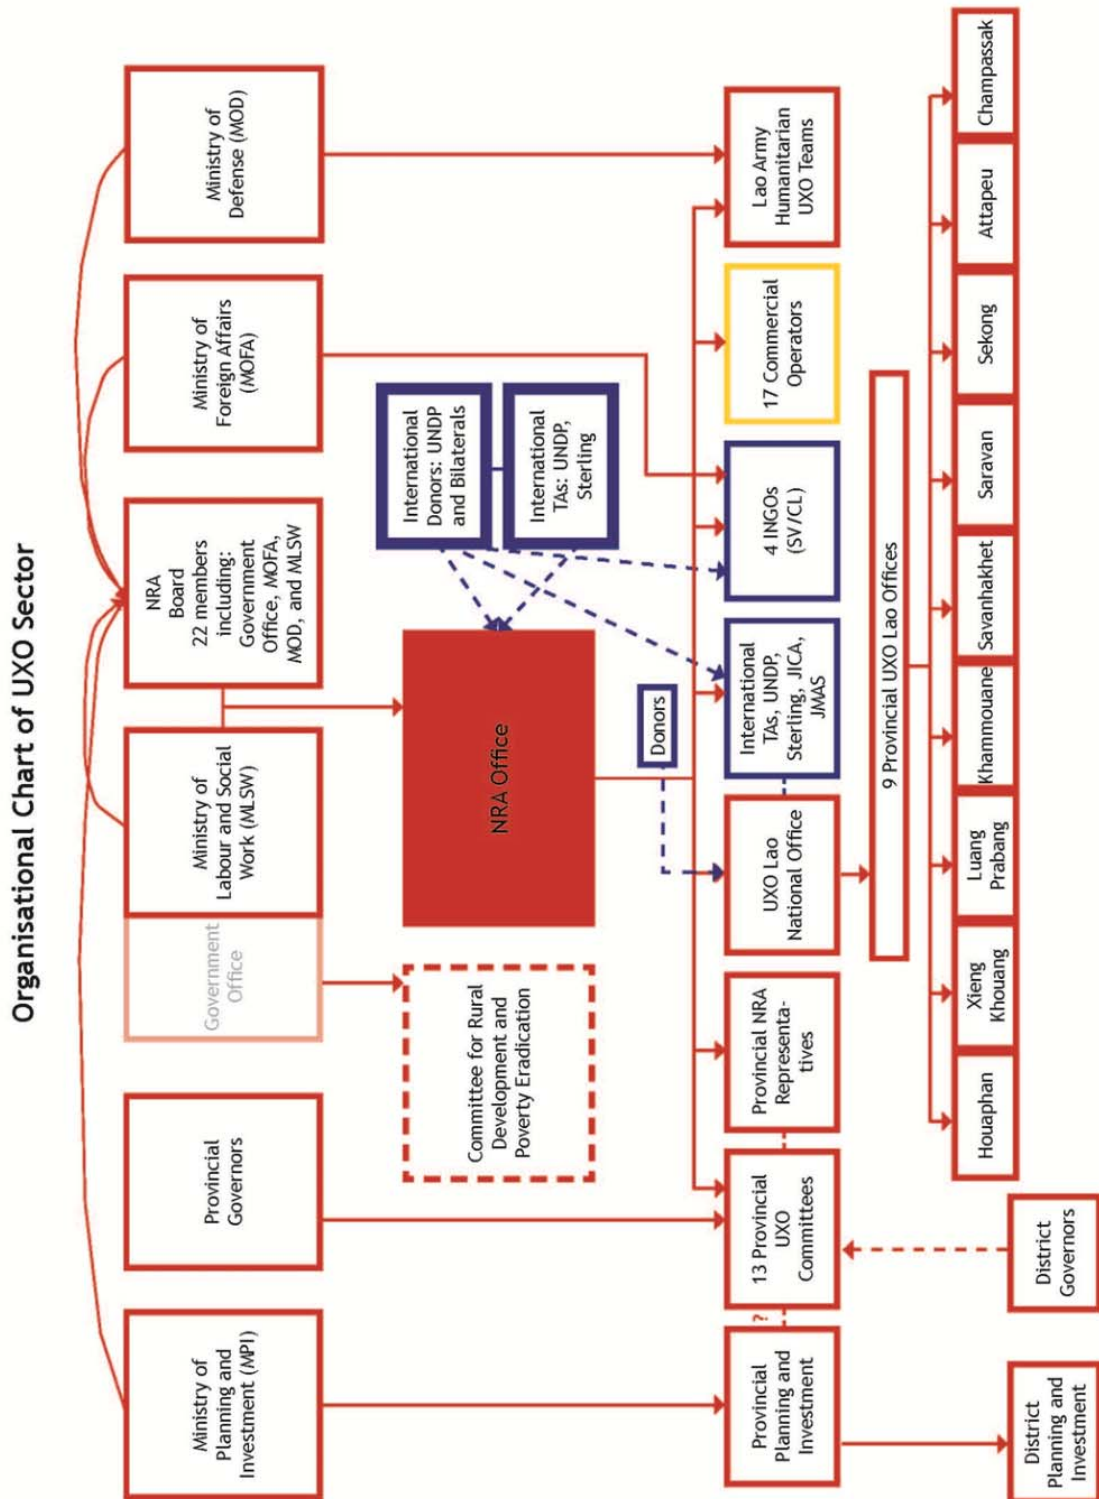 Organisational Chart of UXO Sector
Ministry of
Planning and
Investment (MPI)
Provincial
Governors
Government
Office
Ministry of
Labour and Social
Work (MLSW)
NRA
Board
22 members
including:
Government
Office, MOFA,
MOD, and MLSW
Ministry of
Foreign Affairs
(MOFA)
Ministry of
Defense (MOD)
Committee for Rural
Development and
Poverty Eradication
NRA Office
International
Donors: UNDP
and Bilaterals
International
TAs: UNDP,
Sterling
Donors
Provincial
Planning and
Investment
?
13 Provincial
UXO
Committees
Provincial NRA
Representa-
tives
UXO Lao
National Office
International
TAs, UNDP,
Sterling, JICA,
JMAS
4 INGOs
(SV/CL)
17 Commercial
Operators
Lao Army
Humanitarian
UXO Teams
9 Provincial UXO Lao Offices
District
Planning and
Investment
District
Governors
Houaphan
Xieng
Khouang
Luang
Prabang
Khammouane
Savanhakhet
Saravan
Sekong
Attapeu
Champassak